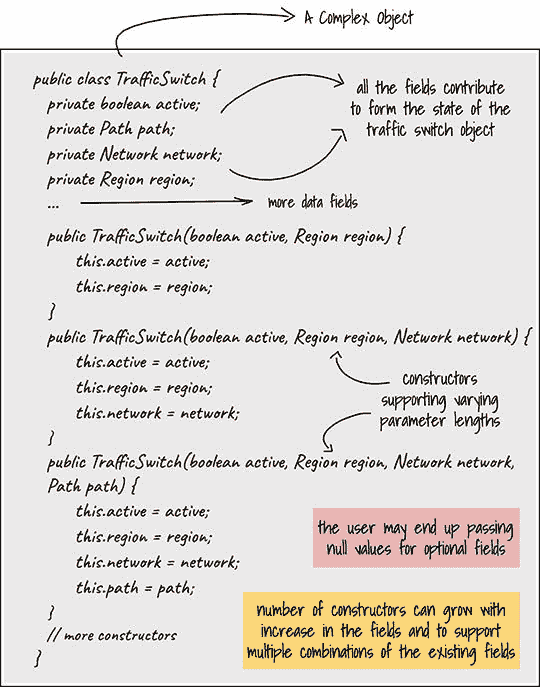 A Complex Object
public class TrafficSwitch {
private boolean active;
private Path path;
private Network network;
private Region region;
...
all the fields contribute
to form the state of the
traffic switch object
more data fields
public TrafficSwitch(boolean active, Region region) {
this.active = active;
this.region = region;
}
public TrafficSwitch(boolean active, Region region, Network network) {
this.active = active;
this.region = region;
this.network = network;
}
constructors
supporting varying
parameter lengths
public TrafficSwitch(boolean active, Region region, Network network,
Path path) {
this.active = active;
this.region = region;
this.network = network;
this.path = path;
}
// more constructors
}
the user may end up passing
null values for optional fields
number of constructors can grow with
increase in the fields and to support
multiple combinations of the existing fields